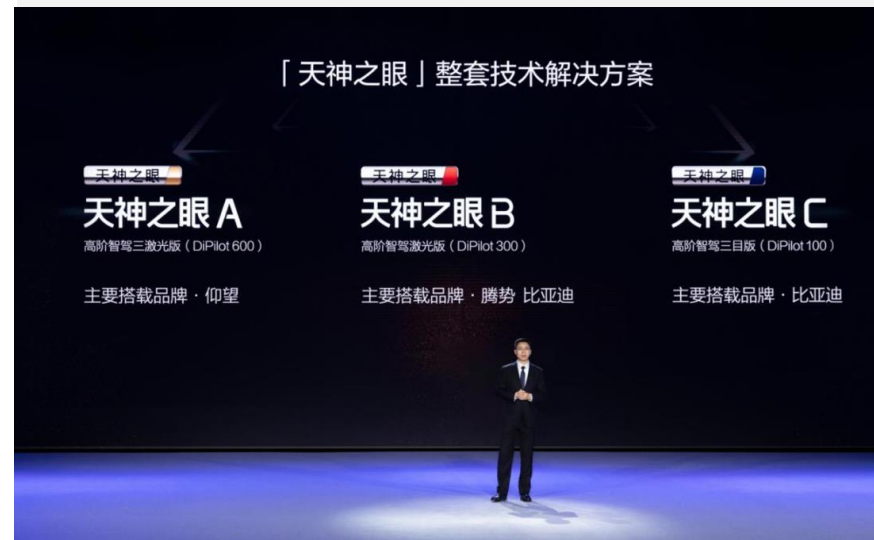 「天神之眼」整套技术解决方案
天神之眼
天神之眼 A
高阶智驾三激光版（DiPilot 600）
主要搭载品牌·仰望
天神之眼
天神之眼 B
高阶智驾激光版（DiPilot 300）
主要搭载品牌·腾势 比亚迪
天神之眼
天神之眼 C
高阶智驾三目版（DiPilot 100）
主要搭载品牌·比亚迪